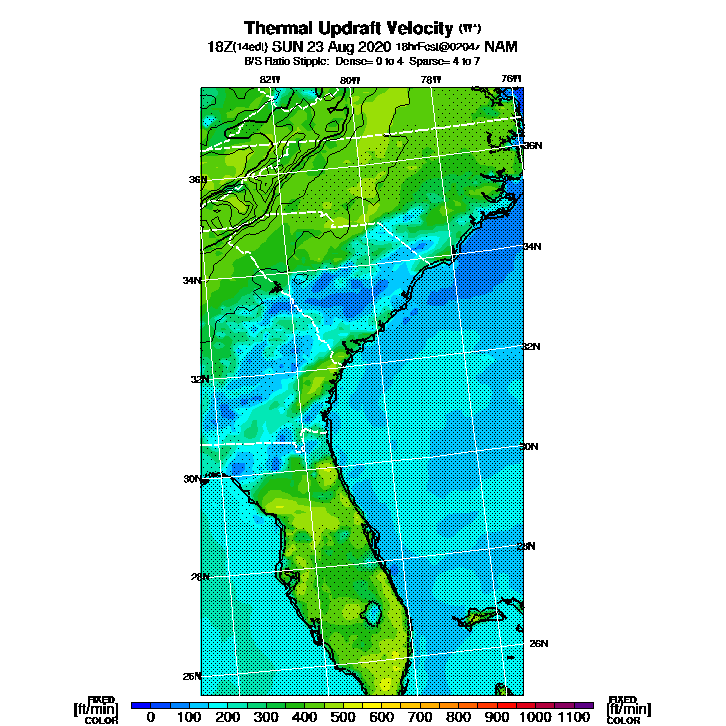 Thermal Updraft Velocity (W*)
18Z(14edt) SUN 23 Aug 2020 18hrFcst@0204z NAM
B/S Ratio Stipple: Dense= 0 to 4 Sparse= 4 to 7
82W 80W 78W 76W
36N
36N
34N
34N
32N
32N
30N
30N
28N
28N
26N
26N
FIXED
[ft/min]
COLOR
0 100 200 300 400 500 600 700 800 900 1000 1100
FIXED
[ft/min]
COLOR